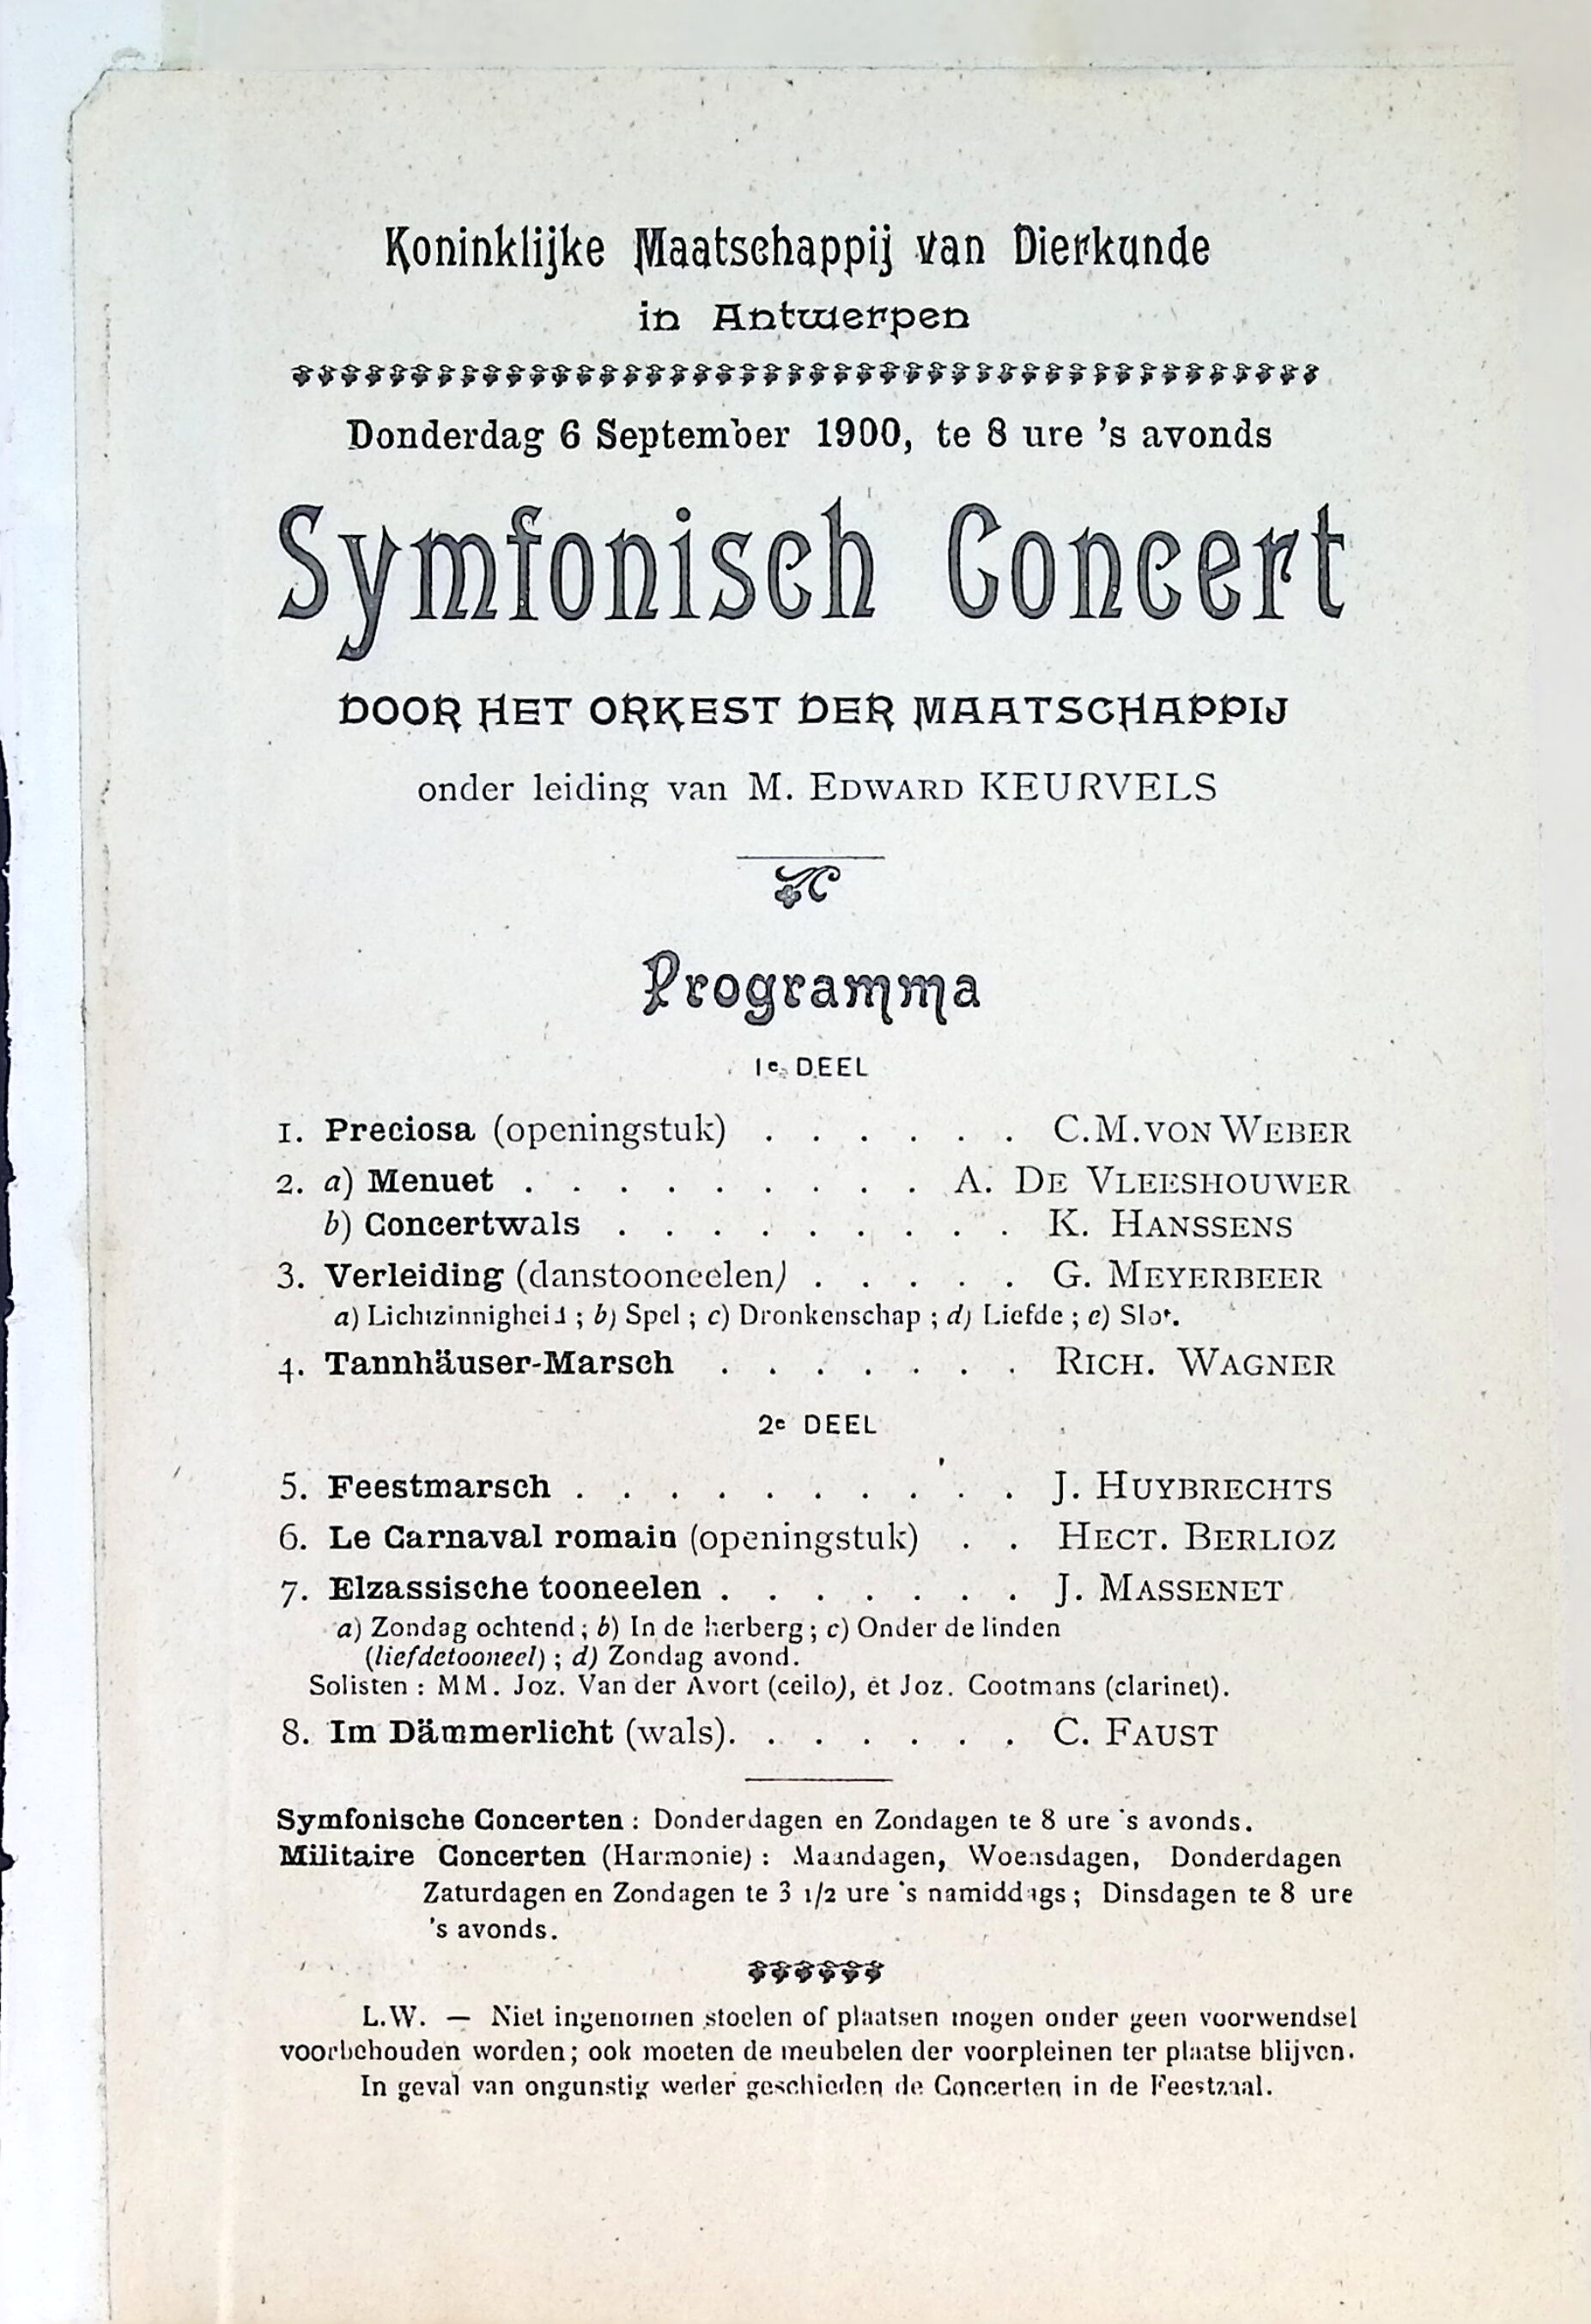 Koninklijke Maatschappij van Dierkunde
in Antwerpen
Donderdag 6 September 1900, te 8 ure 's avonds
Symfonisch Concert
DOOR HET ORKEST DER MAATSCHAPPIJ
onder leiding van M. EDWARD KEURVELS
Programma
1e DEEL
1. Preciosa (openingstuk) . . . . . . C.M. VON WEBER
2. a) Menuet . . . . . . . . . A. DE VLEESHOUWER
b) Concertwals . . . . . . . . . K. HANSSENS
3. Verleiding (danstooneelen) . . . . . G. MEYERBEER
a) Lichtzinnigheid ; b) Spel ; c) Dronkenschap ; d) Liefde ; e) Slot.
4. Tannhäuser-Marsch . . . . . . . RICH. WAGNER
2e DEEL
5. Feestmarsch . . . . . . . . . . J. HUYBRECHTS
6. Le Carnaval romain (openingstuk) . . HECT. BERLIOZ
7. Elzassische tooneelen . . . . . . . J. MASSENET
a) Zondag ochtend ; b) In de herberg ; c) Onder de linden
(liefdetooneel) ; d) Zondag avond.
Solisten : MM. Joz. Van der Avort (cello), et Joz. Cootmans (clarinet).
8. Im Dämmerlicht (wals). . . . . . . C. FAUST
Symfonische Concerten : Donderdagen en Zondagen te 8 ure 's avonds.
Militaire Concerten (Harmonie) : Maandagen, Woensdagen, Donderdagen
Zaturdagen en Zondagen te 3 1/2 ure 's namiddags ; Dinsdagen te 8 ure
's avonds.
L.W. — Niet ingenomen stoelen of plaatsen mogen onder geen voorwendsel
voorbehouden worden ; ook moeten de meubelen der voorpleinen ter plaatse blijven.
In geval van ongunstig weder geschieden de Concerten in de Feestzaal.